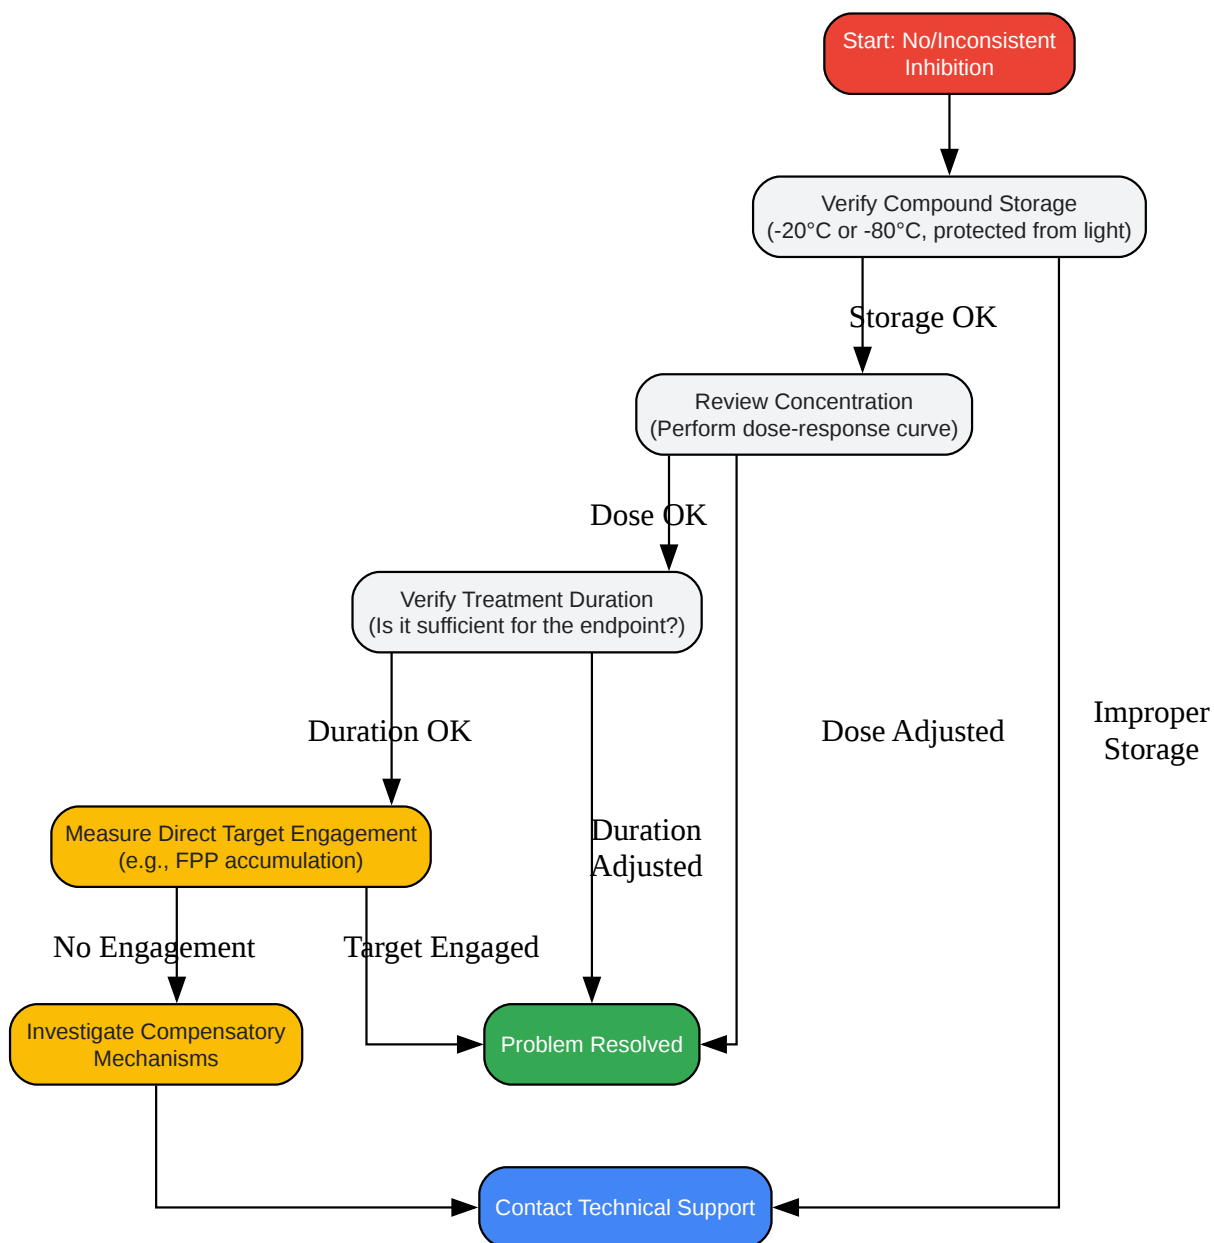 Start: No/Inconsistent
Inhibition
Verify Compound Storage
(-20°C or -80°C, protected from light)
Storage OK
Review Concentration
(Perform dose-response curve)
Dose OK
Verify Treatment Duration
(Is it sufficient for the endpoint?)
Duration OK
Dose Adjusted
Improper
Storage
Measure Direct Target Engagement
(e.g., FPP accumulation)
Duration
Adjusted
No Engagement
Target Engaged
Investigate Compensatory
Mechanisms
Problem Resolved
Contact Technical Support